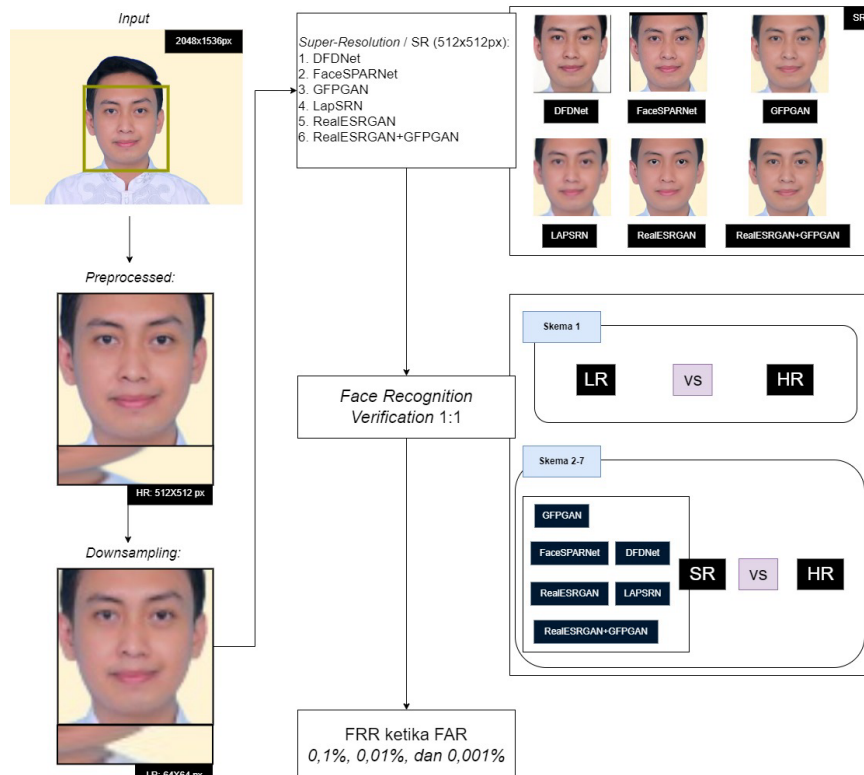 Input
2048x1536px
Preprocessed:
HR: 512X512 px
Downsampling:
LR: 64X64 px
Super-Resolution / SR (512x512px):
1. DFDNet
2. FaceSPARNet
3. GFPGAN
4. LapSRN
5. RealESRGAN
6. RealESRGAN+GFPGAN
Face Recognition
Verification 1:1
FRR ketika FAR
0,1%, 0,01%, dan 0,001%
SR
DFDNet
FaceSPARNet
GFPGAN
LAPSRN
RealESRGAN
RealESRGAN+GFPGAN
Skema 1
LR vs HR
Skema 2-7
GFPGAN
FaceSPARNet DFDNet
RealESRGAN LAPSRN
RealESRGAN+GFPGAN
SR vs HR